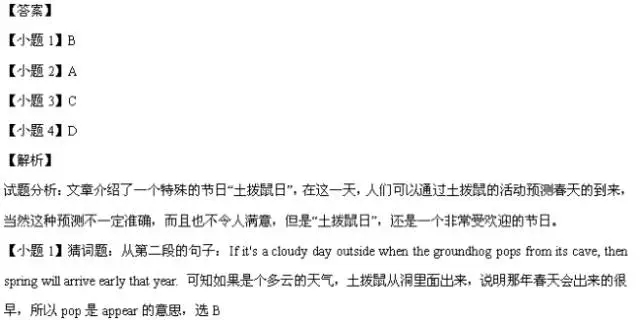 【答案】
【小题1】B
【小题2】A
【小题3】C
【小题4】D
【解析】
试题分析：文章介绍了一个特殊的节日“土拨鼠日”，在这一天，人们可以通过土拨鼠的活动预测春天的到来，
当然这种预测不一定准确，而且也不令人满意，但是“土拨鼠日”，还是一个非常受欢迎的节日。
【小题1】猜词题：从第二段的句子：If it's a cloudy day outside when the groundhog pops from its cave, then
spring will arrive early that year. 可知如果是个多云的天气，土拨鼠从洞里面出来，说明那年春天会出来的很
早，所以 pop 是 appear 的意思，选 B